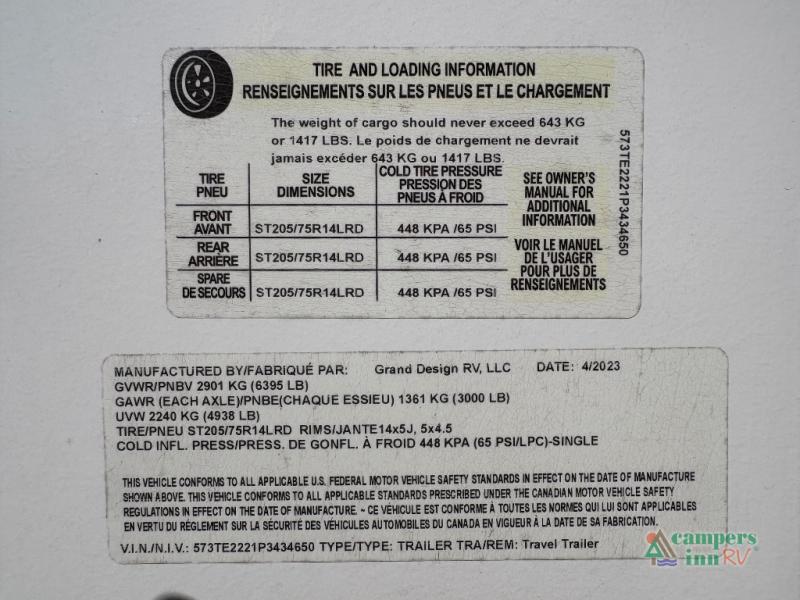 TIRE AND LOADING INFORMATION
RENSEIGNEMENTS SUR LES PNEUS ET LE CHARGEMENT
The weight of cargo should never exceed 643 KG
or 1417 LBS. Le poids de chargement ne devrait
jamais excéder 643 KG ou 1417 LBS.
TIRE
PNEU
SIZE
DIMENSIONS
COLD TIRE PRESSURE
PRESSION DES
PNEUS À FROID
FRONT
AVANT
ST205/75R14LRD
448 KPA /65 PSI
REAR
ARRIÈRE
ST205/75R14LRD
448 KPA /65 PSI
SPARE
DE SECOURS
ST205/75R14LRD
448 KPA /65 PSI
SEE OWNER'S
MANUAL FOR
ADDITIONAL
INFORMATION
VOIR LE MANUEL
DE L'USAGER
POUR PLUS DE
RENSEIGNEMENTS
573TE2221P3434650
MANUFACTURED BY/FABRIQUÉ PAR: Grand Design RV, LLC DATE: 4/2023
GVWR/PNBV 2901 KG (6395 LB)
GAWR (EACH AXLE)/PNBE(CHAQUE ESSIEU) 1361 KG (3000 LB)
UVW 2240 KG (4938 LB)
TIRE/PNEU ST205/75R14LRD RIMS/JANTE14x5J, 5x4.5
COLD INFL. PRESS/PRESS. DE GONFL. À FROID 448 KPA (65 PSI/LPC)-SINGLE
THIS VEHICLE CONFORMS TO ALL APPLICABLE U.S. FEDERAL MOTOR VEHICLE SAFETY STANDARDS IN EFFECT ON THE DATE OF MANUFACTURE
SHOWN ABOVE. THIS VEHICLE CONFORMS TO ALL APPLICABLE STANDARDS PRESCRIBED UNDER THE CANADIAN MOTOR VEHICLE SAFETY
REGULATIONS IN EFFECT ON THE DATE OF MANUFACTURE. ~ CE VÉHICULE EST CONFORME À TOUTES LES NORMES QUI LUI SONT APPLICABLES
EN VERTU DU RÈGLEMENT SUR LA SÉCURITÉ DES VÉHICULES AUTOMOBILES DU CANADA EN VIGUEUR À LA DATE DE SA FABRICATION.
V.I.N./N.I.V.: 573TE2221P3434650 TYPE/TYPE: TRAILER TRA/REM: Travel Trailer
campers
inn RV®